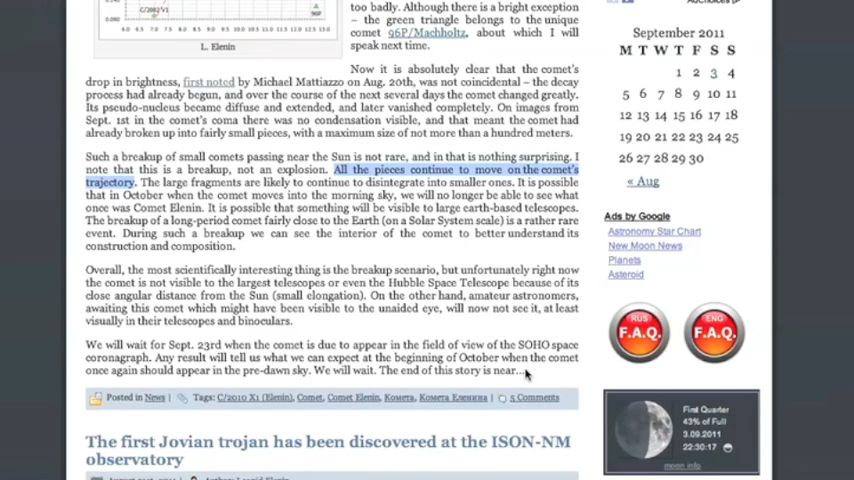 C/2002 V1
0.090
6.0 7.0 8.0
12.0 13.0
96P
L. Elenin
too badly. Although there is a bright exception
– the green triangle belongs to the unique
comet 96P/Machholz, about which I will
speak next time.
Now it is absolutely clear that the comet's
drop in brightness, first noted by Michael Mattiazzo on Aug. 20th, was not coincidental – the decay
process had already begun, and over the course of the next several days the comet changed greatly.
Its pseudo-nucleus became diffuse and extended, and later vanished completely. On images from
Sept. 1st in the comet's coma there was no condensation visible, and that meant the comet had
already broken up into fairly small pieces, with a maximum size of not more than a hundred meters.
Such a breakup of small comets passing near the Sun is not rare, and in that is nothing surprising. I
note that this is a breakup, not an explosion. All the pieces continue to move on the comet's
trajectory. The large fragments are likely to continue to disintegrate into smaller ones. It is possible
that in October when the comet moves into the morning sky, we will no longer be able to see what
once was Comet Elenin. It is possible that something will be visible to large earth-based telescopes.
The breakup of a long-period comet fairly close to the Earth (on a Solar System scale) is a rather rare
event. During such a breakup we can see the interior of the comet to better understand its
construction and composition.
Overall, the most scientifically interesting thing is the breakup scenario, but unfortunately right now
the comet is not visible to the largest telescopes or even the Hubble Space Telescope because of its
close angular distance from the Sun (small elongation). On the other hand, amateur astronomers,
awaiting this comet which might have been visible to the unaided eye, will now not see it, at least
visually in their telescopes and binoculars.
We will wait for Sept. 23rd when the comet is due to appear in the field of view of the SOHO space
coronagraph. Any result will tell us what we can expect at the beginning of October when the comet
once again should appear in the pre-dawn sky. We will wait. The end of this story is near...
Posted in News | Tags: C/2010 X1 (Elenin), Comet, Comet Elenin, Комета, Комета Еленина | 5 Comments
The first Jovian trojan has been discovered at the ISON-NM
observatory
Author: Leonid Elenin
AdChoices
September 2011
M T W T F S S
1 2 3 4
5 6 7 8 9 10 11
12 13 14 15 16 17 18
19 20 21 22 23 24 25
26 27 28 29 30
« Aug
Ads by Google
Astronomy Star Chart
New Moon News
Planets
Asteroid
RUS
F.A.Q.
ENG
F.A.Q.
First Quarter
43% of Full
3.09.2011
22:30:17
moon info